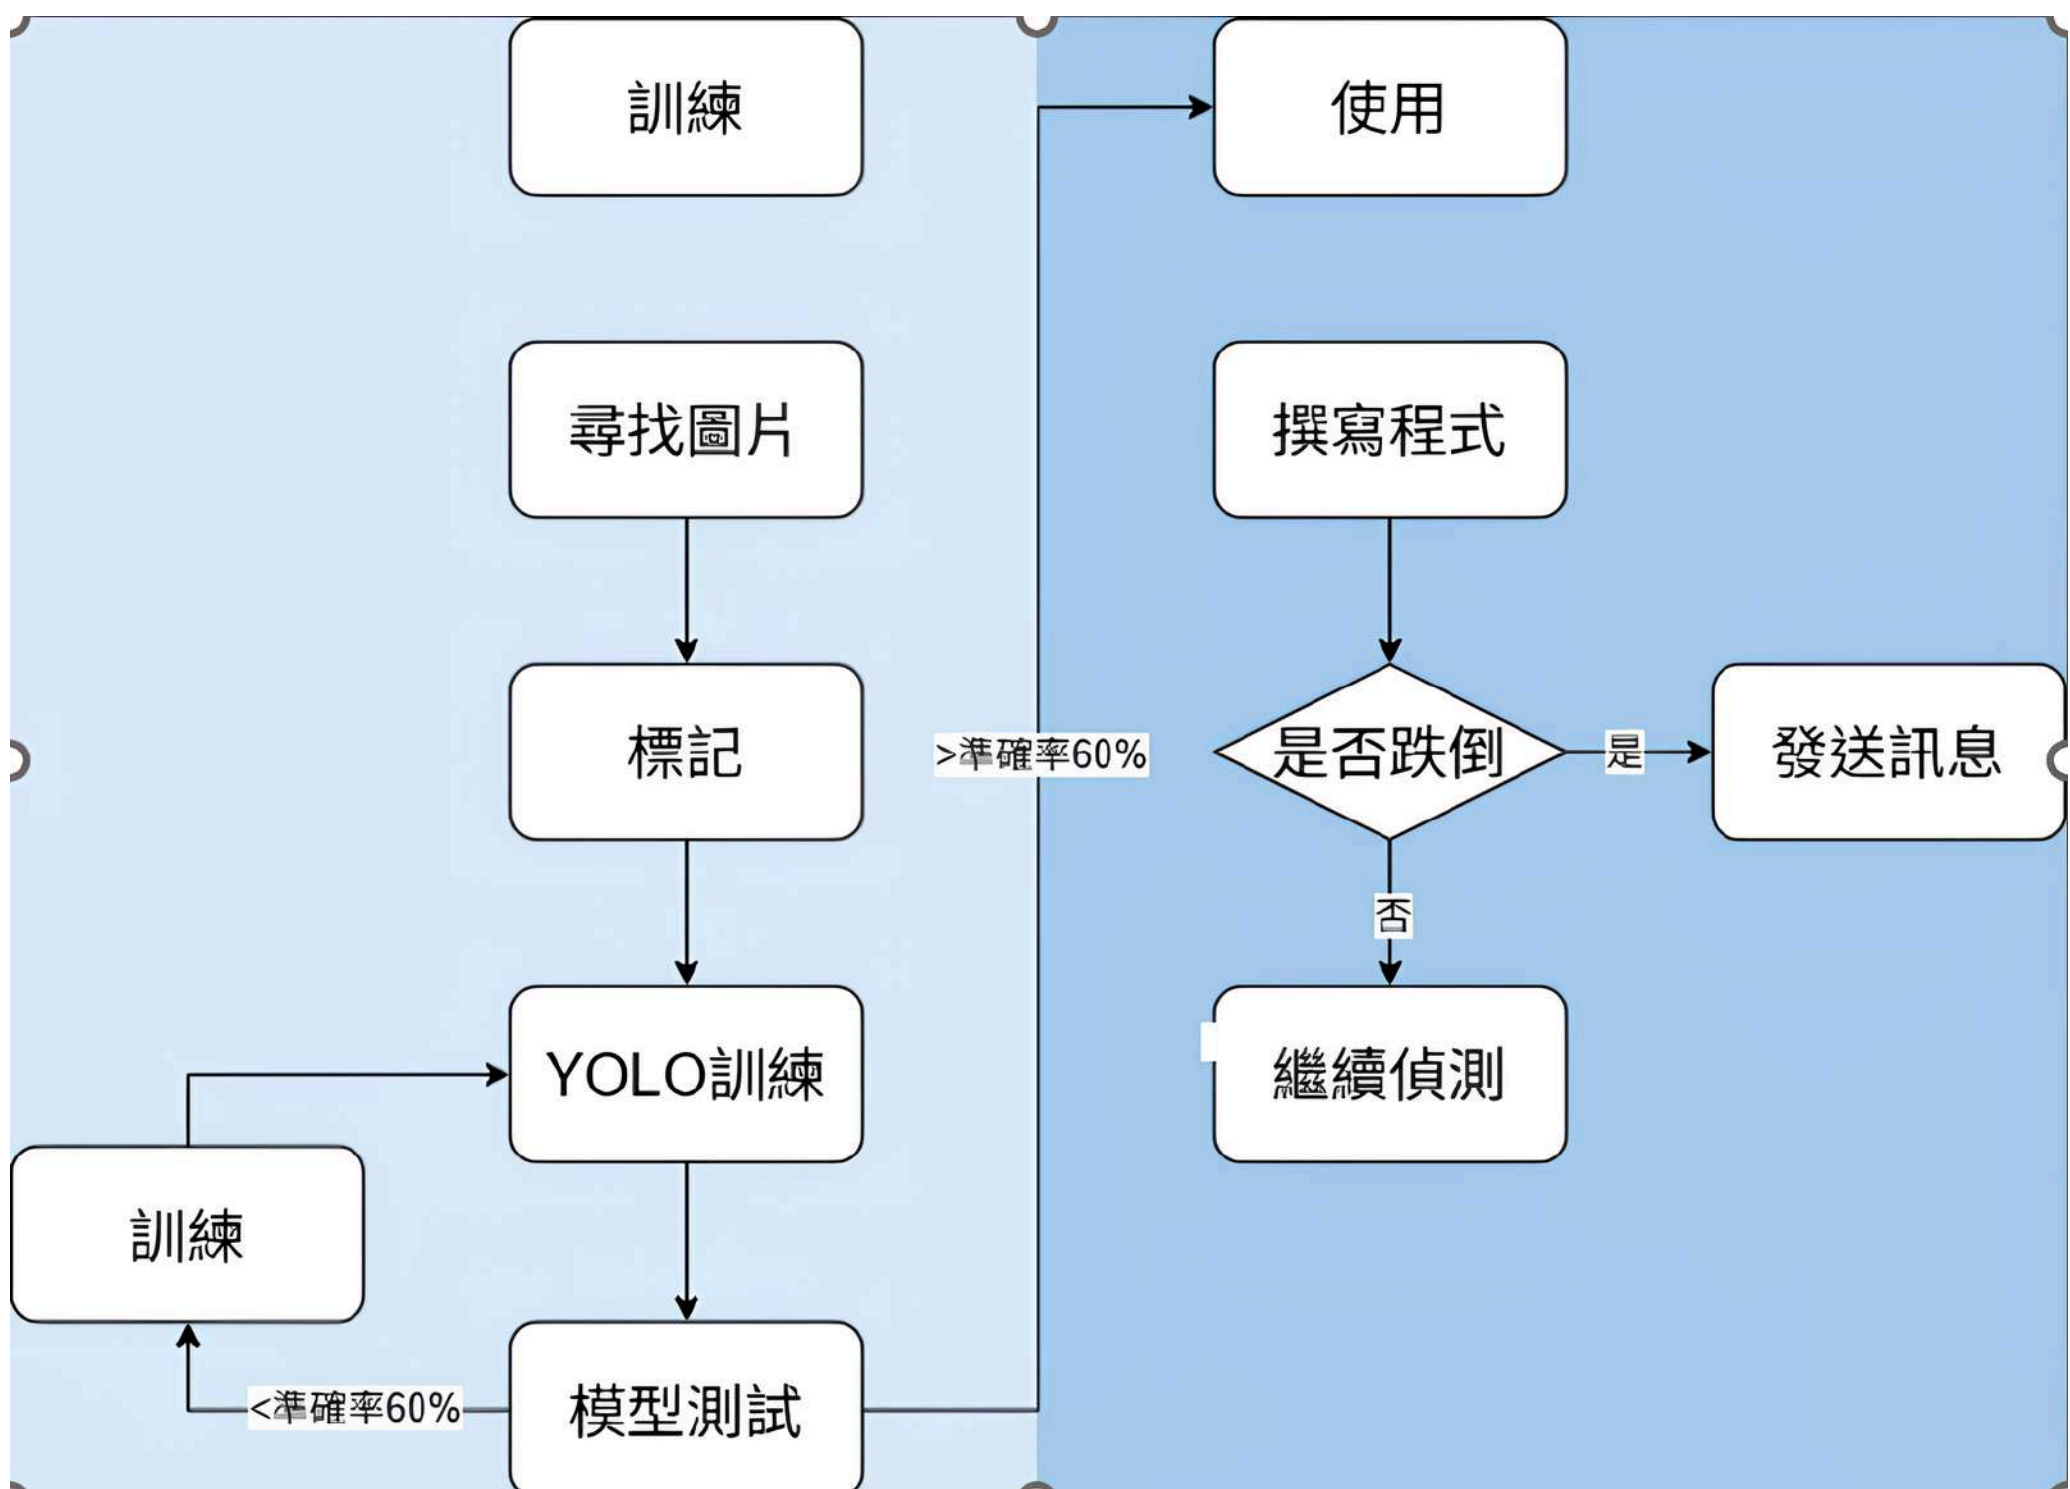 訓練
尋找圖片
標記
YOLO訓練
訓練
<準確率60%
模型測試
>準確率60%
使用
撰寫程式
是否跌倒
是
發送訊息
否
繼續偵測